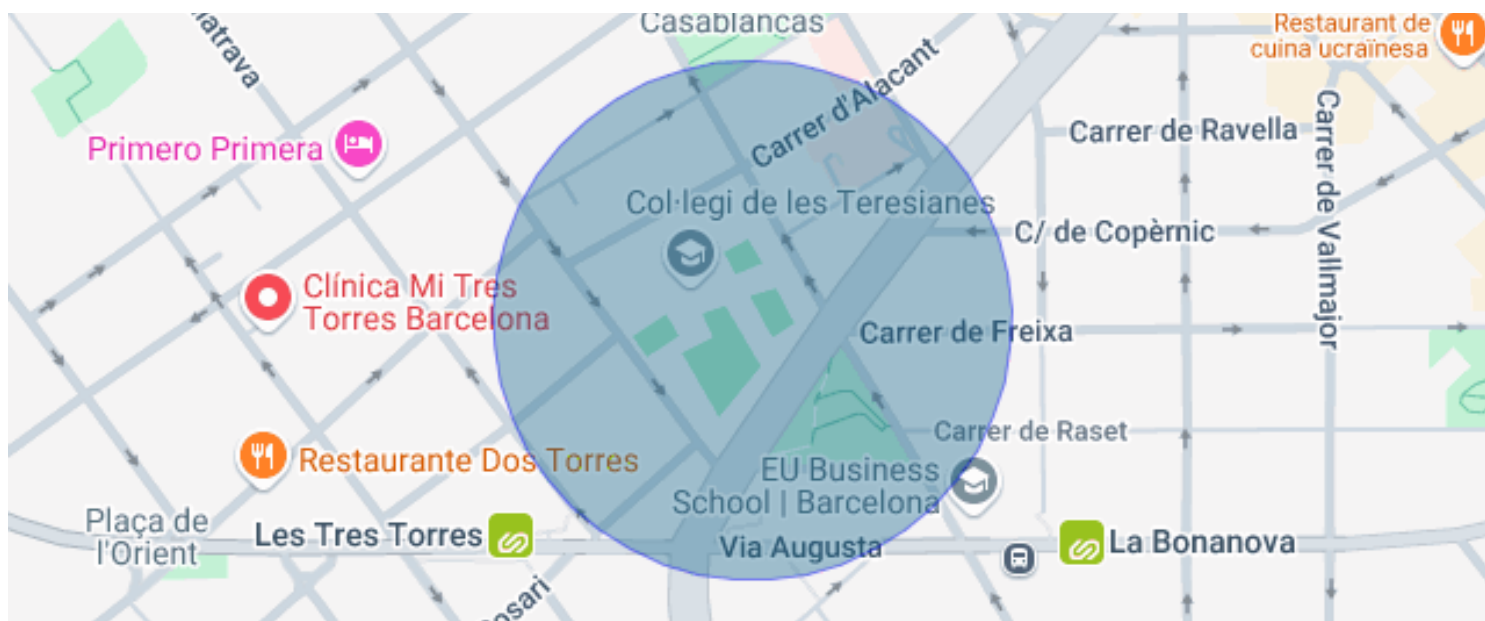 Casablancas
Restaurant de
cuina ucraïnesa
Carrer d'Alacant
Carrer de Ravella
Primero Primera
Carrer de Vallmajor
Col·legi de les Teresianes
C/ de Copèrnic
Clínica Mi Tres
Torres Barcelona
Carrer de Freixa
Carrer de Raset
Restaurante Dos Torres
EU Business
School | Barcelona
Plaça de
l'Orient
Les Tres Torres
Via Augusta
La Bonanova